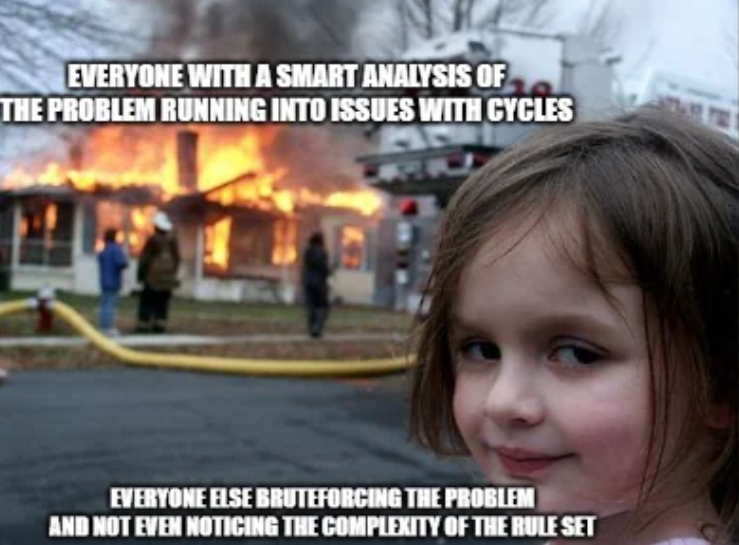 EVERYONE WITH A SMART ANALYSIS OF
THE PROBLEM RUNNING INTO ISSUES WITH CYCLES
EVERYONE ELSE BRUTEFORCING THE PROBLEM
AND NOT EVEN NOTICING THE COMPLEXITY OF THE RULE SET